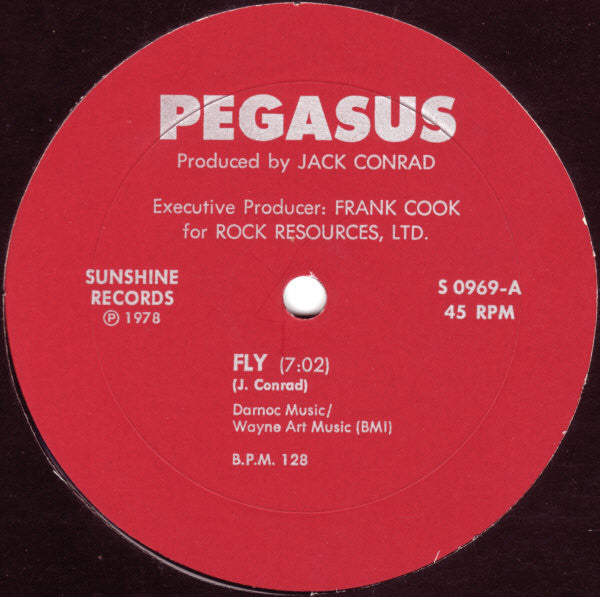 PEGASUS
Produced by JACK CONRAD
Executive Producer: FRANK COOK
for ROCK RESOURCES, LTD.
SUNSHINE
RECORDS
℗ 1978
S 0969-A
45 RPM
FLY (7:02)
(J. Conrad)
Darnoc Music/
Wayne Art Music (BMI)
B.P.M. 128